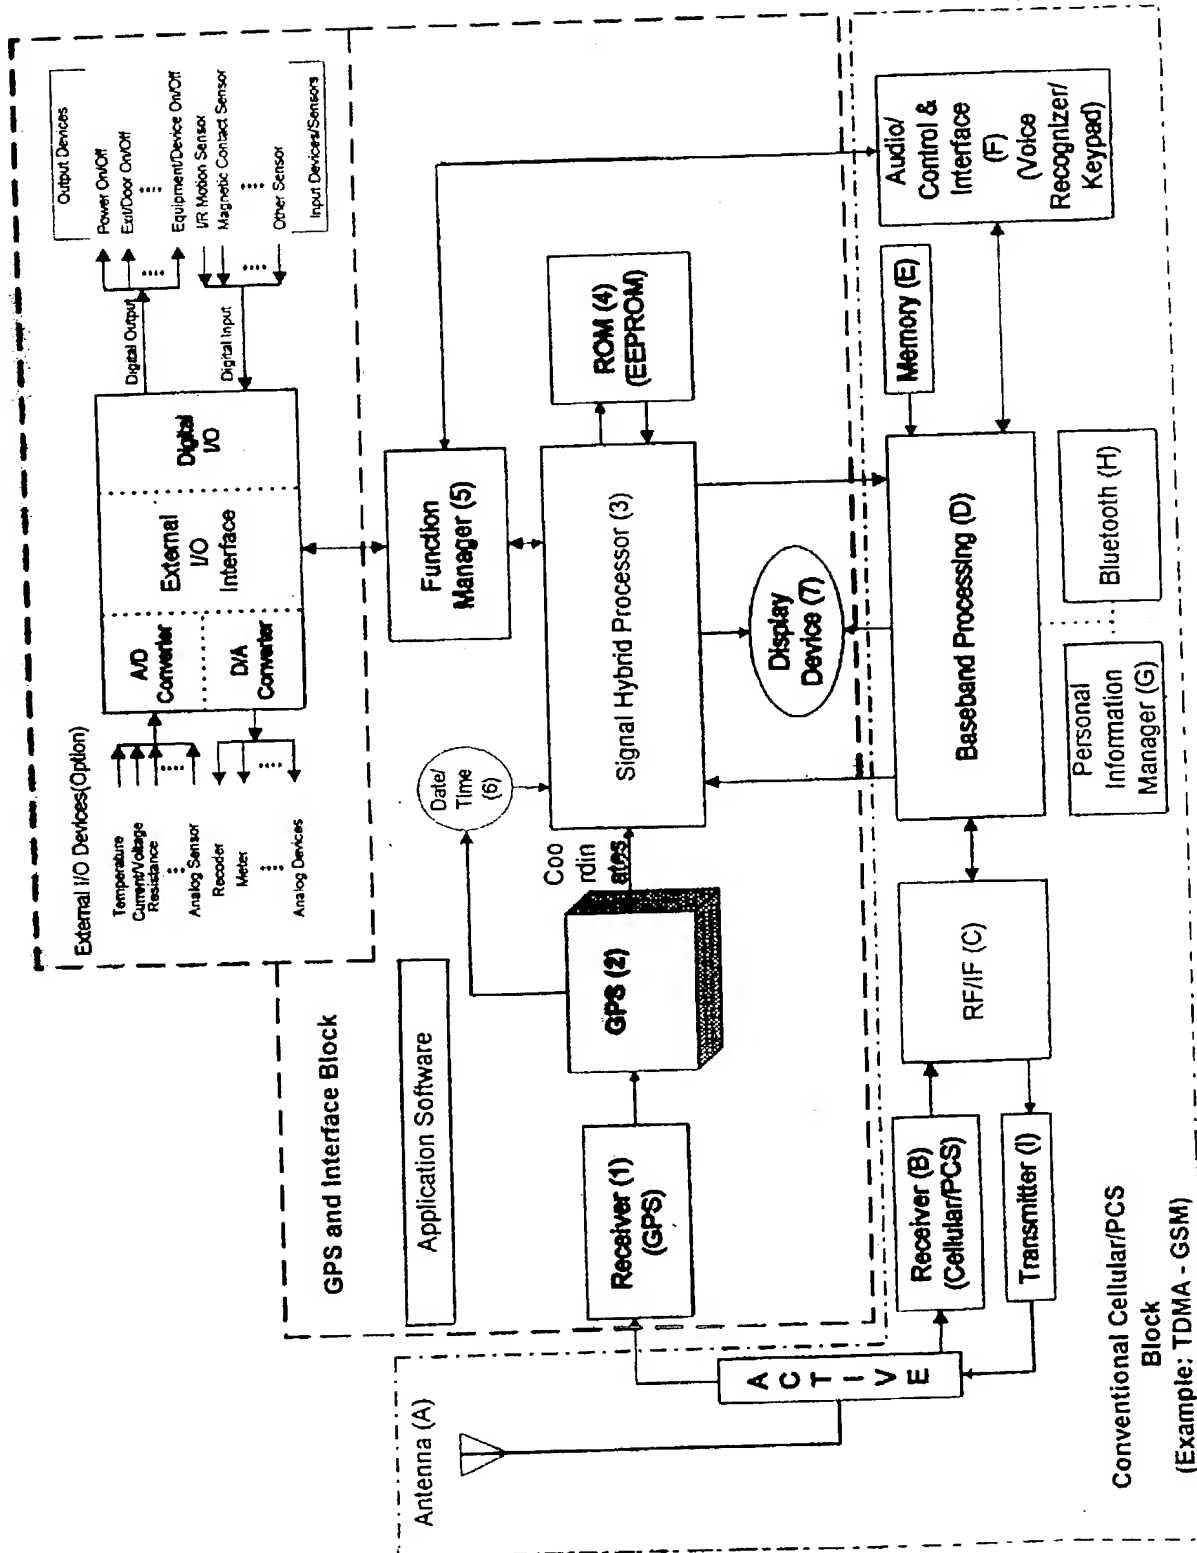 External I/O Devices(Option)
Temperature
Current/Voltage
Resistance
Analog Sensor
Recoder
Meter
Analog Devices
A/D
Converter
D/A
Converter
External
I/O
Interface
Digital
I/O
Digital Output
Digital Input
Output Devices
Power On/Off
Exit/Door On/Off
Equipment/Device On/Off
I/R Motion Sensor
Magnetic Contact Sensor
Other Sensor
Input Devices/Sensors
GPS and Interface Block
Application Software
Function
Manager (5)
Date/
Time
(6)
Receiver (1)
(GPS)
GPS (2)
Coo
rdin
ates
Signal Hybrid Processor (3)
ROM (4)
(EEPROM)
Display
Device (7)
Antenna (A)
ACTIVE
Receiver (B)
(Cellular/PCS)
Transmitter (I)
RF/IF (C)
Baseband Processing (D)
Memory (E)
Audio/
Control &
Interface
(F)
(Voice
Recognizer/
Keypad)
Personal
Information
Manager (G)
Bluetooth (H)
Conventional Cellular/PCS
Block
(Example: TDMA - GSM)